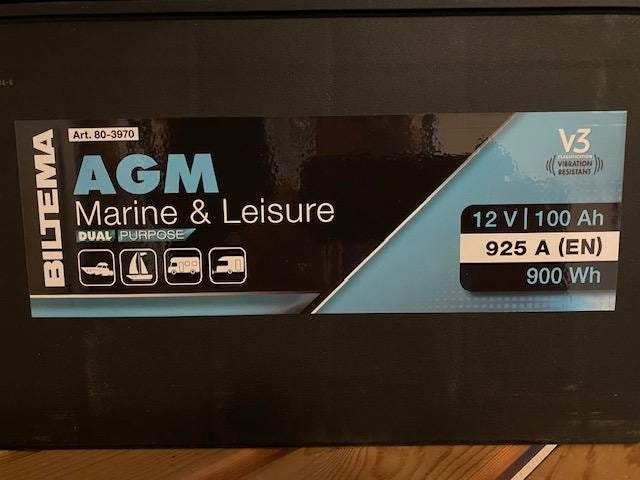 BILTEMA
Art. 80-3970
AGM
Marine & Leisure
DUAL PURPOSE
V3
CLASSIFICATION
VIBRATION
RESISTANT
12 V | 100 Ah
925 A (EN)
900 Wh